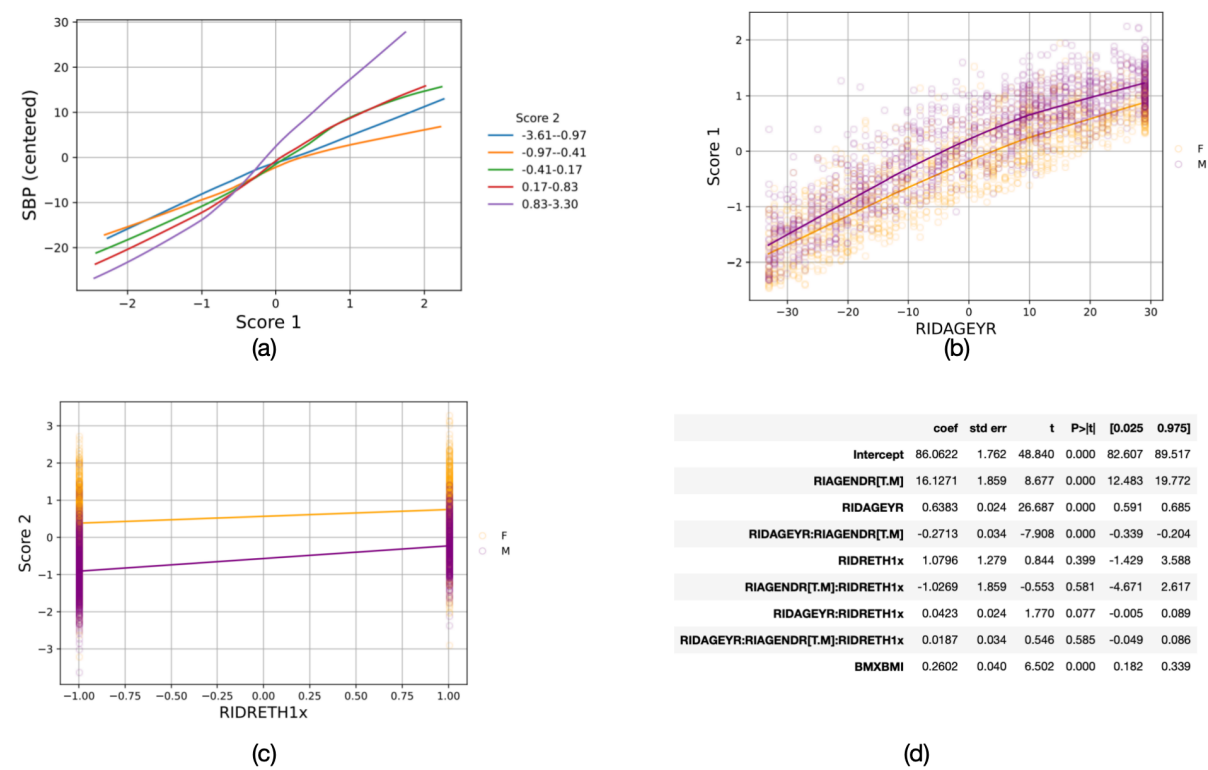 30
20
10
0
−10
−20
SBP (centered)
−2 −1 0 1 2
Score 1
Score 2
-3.61--0.97
-0.97--0.41
-0.41-0.17
0.17-0.83
0.83-3.30
(a)
2
1
0
−1
−2
Score 1
−30 −20 −10 0 10 20 30
RIDAGEYR
F
M
(b)
3
2
1
0
−1
−2
−3
Score 2
−1.00 −0.75 −0.50 −0.25 0.00 0.25 0.50 0.75 1.00
RIDRETH1x
F
M
(c)
coef std err t P>|t| [0.025 0.975]
Intercept 86.0622 1.762 48.840 0.000 82.607 89.517
RIAGENDR[T.M] 16.1271 1.859 8.677 0.000 12.483 19.772
RIDAGEYR 0.6383 0.024 26.687 0.000 0.591 0.685
RIDAGEYR:RIAGENDR[T.M] -0.2713 0.034 -7.908 0.000 -0.339 -0.204
RIDRETH1x 1.0796 1.279 0.844 0.399 -1.429 3.588
RIAGENDR[T.M]:RIDRETH1x -1.0269 1.859 -0.553 0.581 -4.671 2.617
RIDAGEYR:RIDRETH1x 0.0423 0.024 1.770 0.077 -0.005 0.089
RIDAGEYR:RIAGENDR[T.M]:RIDRETH1x 0.0187 0.034 0.546 0.585 -0.049 0.086
BMXBMI 0.2602 0.040 6.502 0.000 0.182 0.339
(d)